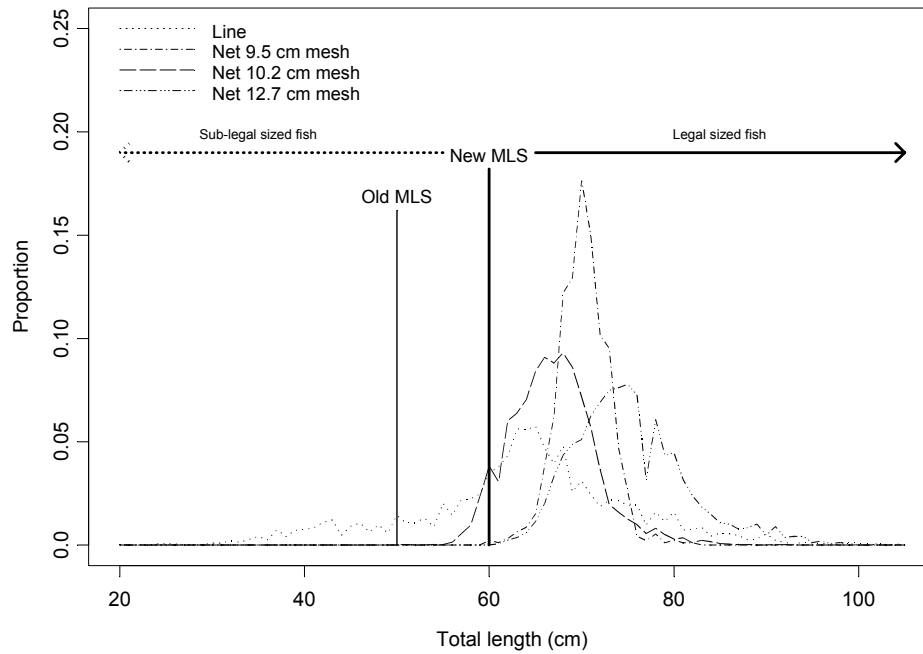 Line
Net 9.5 cm mesh
Net 10.2 cm mesh
Net 12.7 cm mesh
Sub-legal sized fish
Legal sized fish
New MLS
Old MLS
Proportion
0.25
0.20
0.15
0.10
0.05
0.0
20 40 60 80 100
Total length (cm)